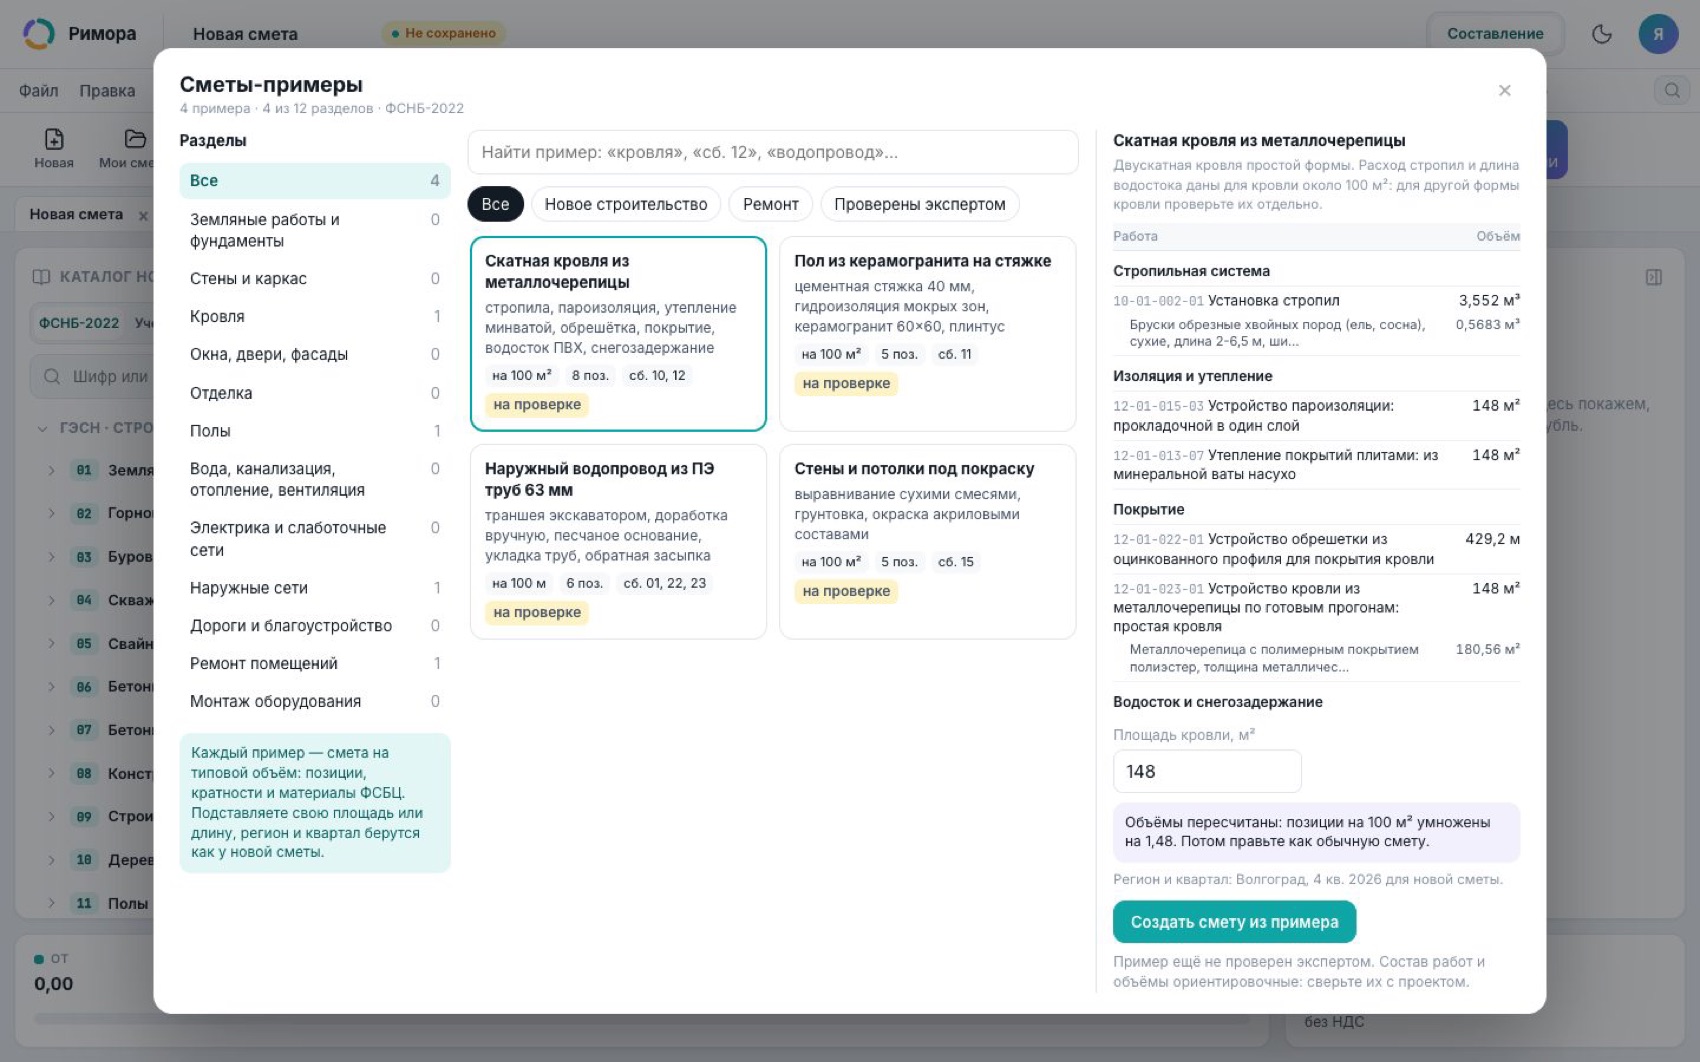 Римора
Новая смета
Не сохранено
Составление
Я
Файл
Правка
Новая
Мои сме
Новая смета ×
КАТАЛОГ НО
ФСНБ-2022
Шифр или
ГЭСН · СТРО
01 Земля
02 Горно
03 Буров
04 Скваж
05 Свайн
06 Бетон
07 Бетон
08 Конст
09 Строи
10 Дерев
11 Полы
ОТ
0,00
Сметы-примеры
4 примера · 4 из 12 разделов · ФСНБ-2022
Разделы
Все 4
Земляные работы и 0
фундаменты
Стены и каркас 0
Кровля 1
Окна, двери, фасады 0
Отделка 0
Полы 1
Вода, канализация, 0
отопление, вентиляция
Электрика и слаботочные 0
сети
Наружные сети 1
Дороги и благоустройство 0
Ремонт помещений 1
Монтаж оборудования 0
Каждый пример — смета на
типовой объём: позиции,
кратности и материалы ФСБЦ.
Подставляете свою площадь или
длину, регион и квартал берутся
как у новой сметы.
Найти пример: «кровля», «сб. 12», «водопровод»...
Все
Новое строительство
Ремонт
Проверены экспертом
Скатная кровля из
металлочерепицы
стропила, пароизоляция, утепление
минватой, обрешётка, покрытие,
водосток ПВХ, снегозадержание
на 100 м² 8 поз. сб. 10, 12
на проверке
Пол из керамогранита на стяжке
цементная стяжка 40 мм,
гидроизоляция мокрых зон,
керамогранит 60×60, плинтус
на 100 м² 5 поз. сб. 11
на проверке
Наружный водопровод из ПЭ
труб 63 мм
траншея экскаватором, доработка
вручную, песчаное основание,
укладка труб, обратная засыпка
на 100 м 6 поз. сб. 01, 22, 23
на проверке
Стены и потолки под покраску
выравнивание сухими смесями,
грунтовка, окраска акриловыми
составами
на 100 м² 5 поз. сб. 15
на проверке
Скатная кровля из металлочерепицы
Двускатная кровля простой формы. Расход стропил и длина
водостока даны для кровли около 100 м²: для другой формы
кровли проверьте их отдельно.
Работа Объём
Стропильная система
10-01-002-01 Установка стропил 3,552 м³
Бруски обрезные хвойных пород (ель, сосна), 0,5683 м³
сухие, длина 2-6,5 м, ши...
Изоляция и утепление
12-01-015-03 Устройство пароизоляции: 148 м²
прокладочной в один слой
12-01-013-07 Утепление покрытий плитами: из 148 м²
минеральной ваты насухо
Покрытие
12-01-022-01 Устройство обрешетки из 429,2 м
оцинкованного профиля для покрытия кровли
12-01-023-01 Устройство кровли из 148 м²
металлочерепицы по готовым прогонам:
простая кровля
Металлочерепица с полимерным покрытием 180,56 м²
полиэстер, толщина металличес...
Водосток и снегозадержание
Площадь кровли, м²
148
Объёмы пересчитаны: позиции на 100 м² умножены
на 1,48. Потом правьте как обычную смету.
Регион и квартал: Волгоград, 4 кв. 2026 для новой сметы.
Создать смету из примера
Пример ещё не проверен экспертом. Состав работ и
объёмы ориентировочные: сверьте их с проектом.
покажем,
без НДС